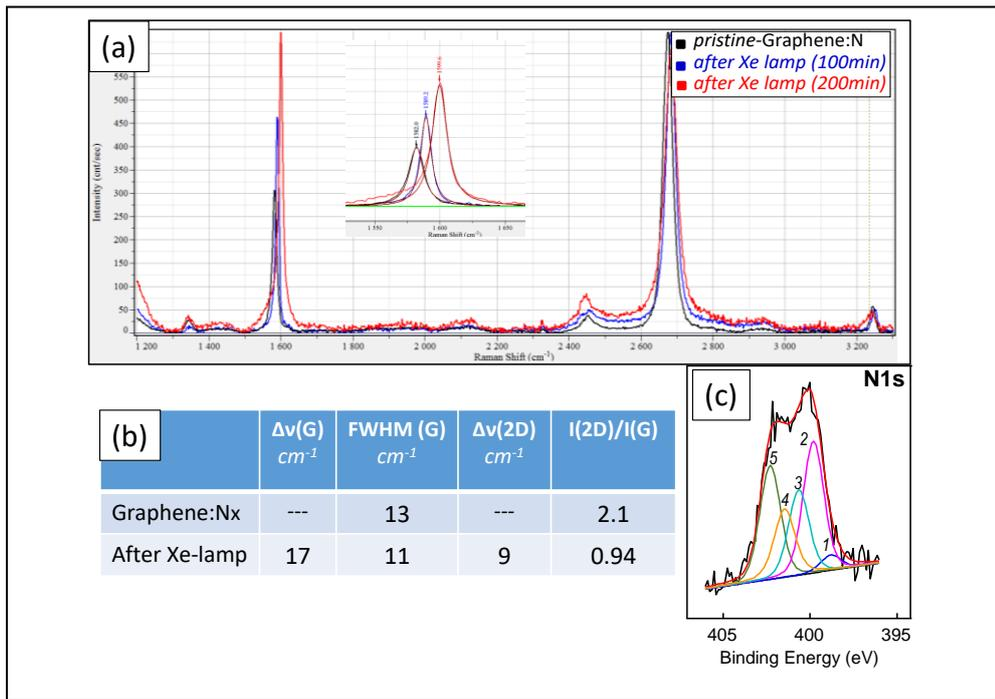 (a)
pristine-Graphene:N
after Xe lamp (100min)
after Xe lamp (200min)
Intensity (cnt/sec)
550
500
450
400
350
300
250
200
150
100
50
0
1582.0
1589.2
1599.6
1 550
1 600
1 650
Raman Shift (cm⁻¹)
1 200
1 400
1 600
1 800
2 000
2 200
2 400
2 600
2 800
3 000
3 200
Raman Shift (cm⁻¹)
(b)
Δν(G) FWHM (G) Δν(2D) I(2D)/I(G)
cm⁻¹ cm⁻¹ cm⁻¹
Graphene:Nx --- 13 --- 2.1
After Xe-lamp 17 11 9 0.94
(c)
N1s
5
4
3
2
1
405 400 395
Binding Energy (eV)